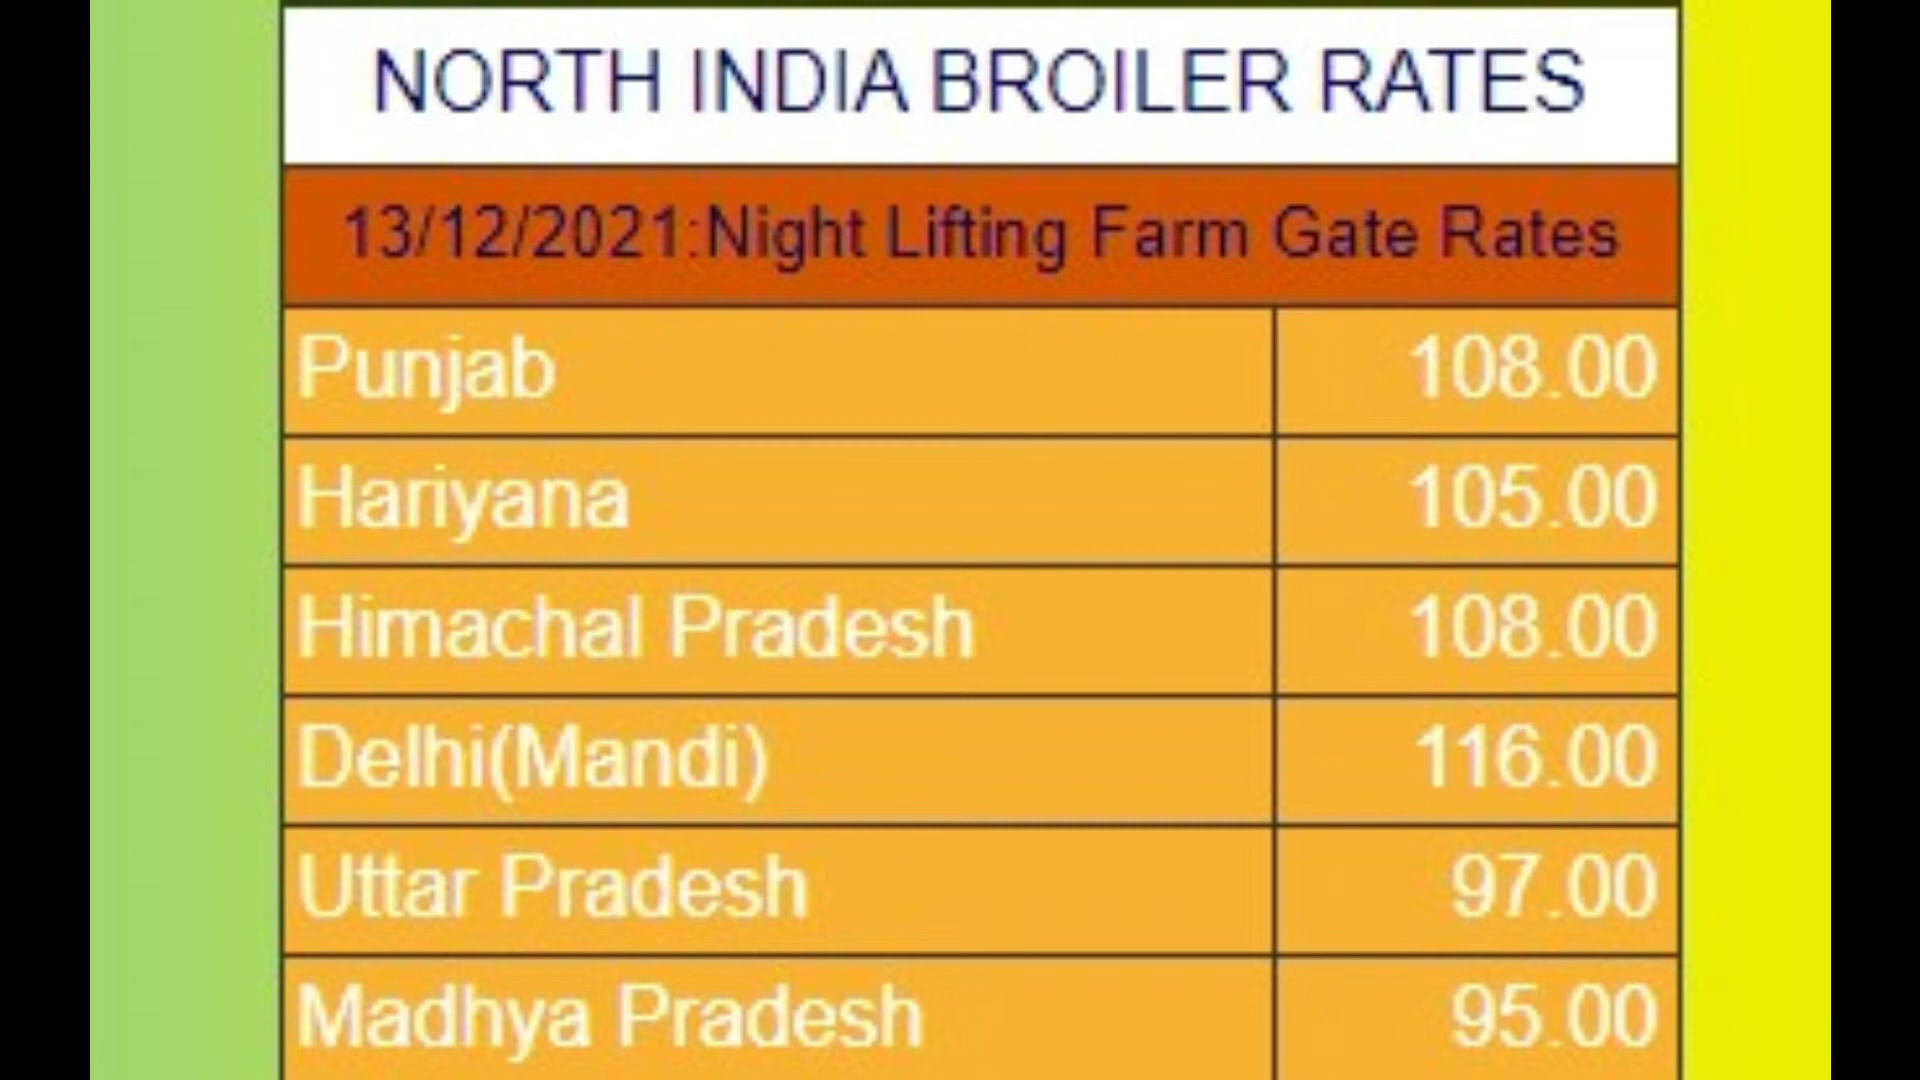 NORTH INDIA BROILER RATES
13/12/2021:Night Lifting Farm Gate Rates
Punjab 108.00
Hariyana 105.00
Himachal Pradesh 108.00
Delhi(Mandi) 116.00
Uttar Pradesh 97.00
Madhya Pradesh 95.00